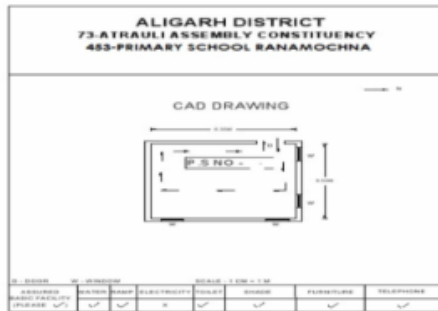 ALIGARH DISTRICT
73-ATRAULI ASSEMBLY CONSTITUENCY
453-PRIMARY SCHOOL RANAMOCHNA
N
CAD DRAWING
P.S NO -
W
W
W
W
D - DOOR W - WINDOW SCALE - 1 CM = 1 M
ASSURED BASIC FACILITY (PLEASE ✓) WATER RAMP ELECTRICITY TOILET SHADE FURNITURE TELEPHONE
✓ ✓ × ✓ ✓ ✓ ✓